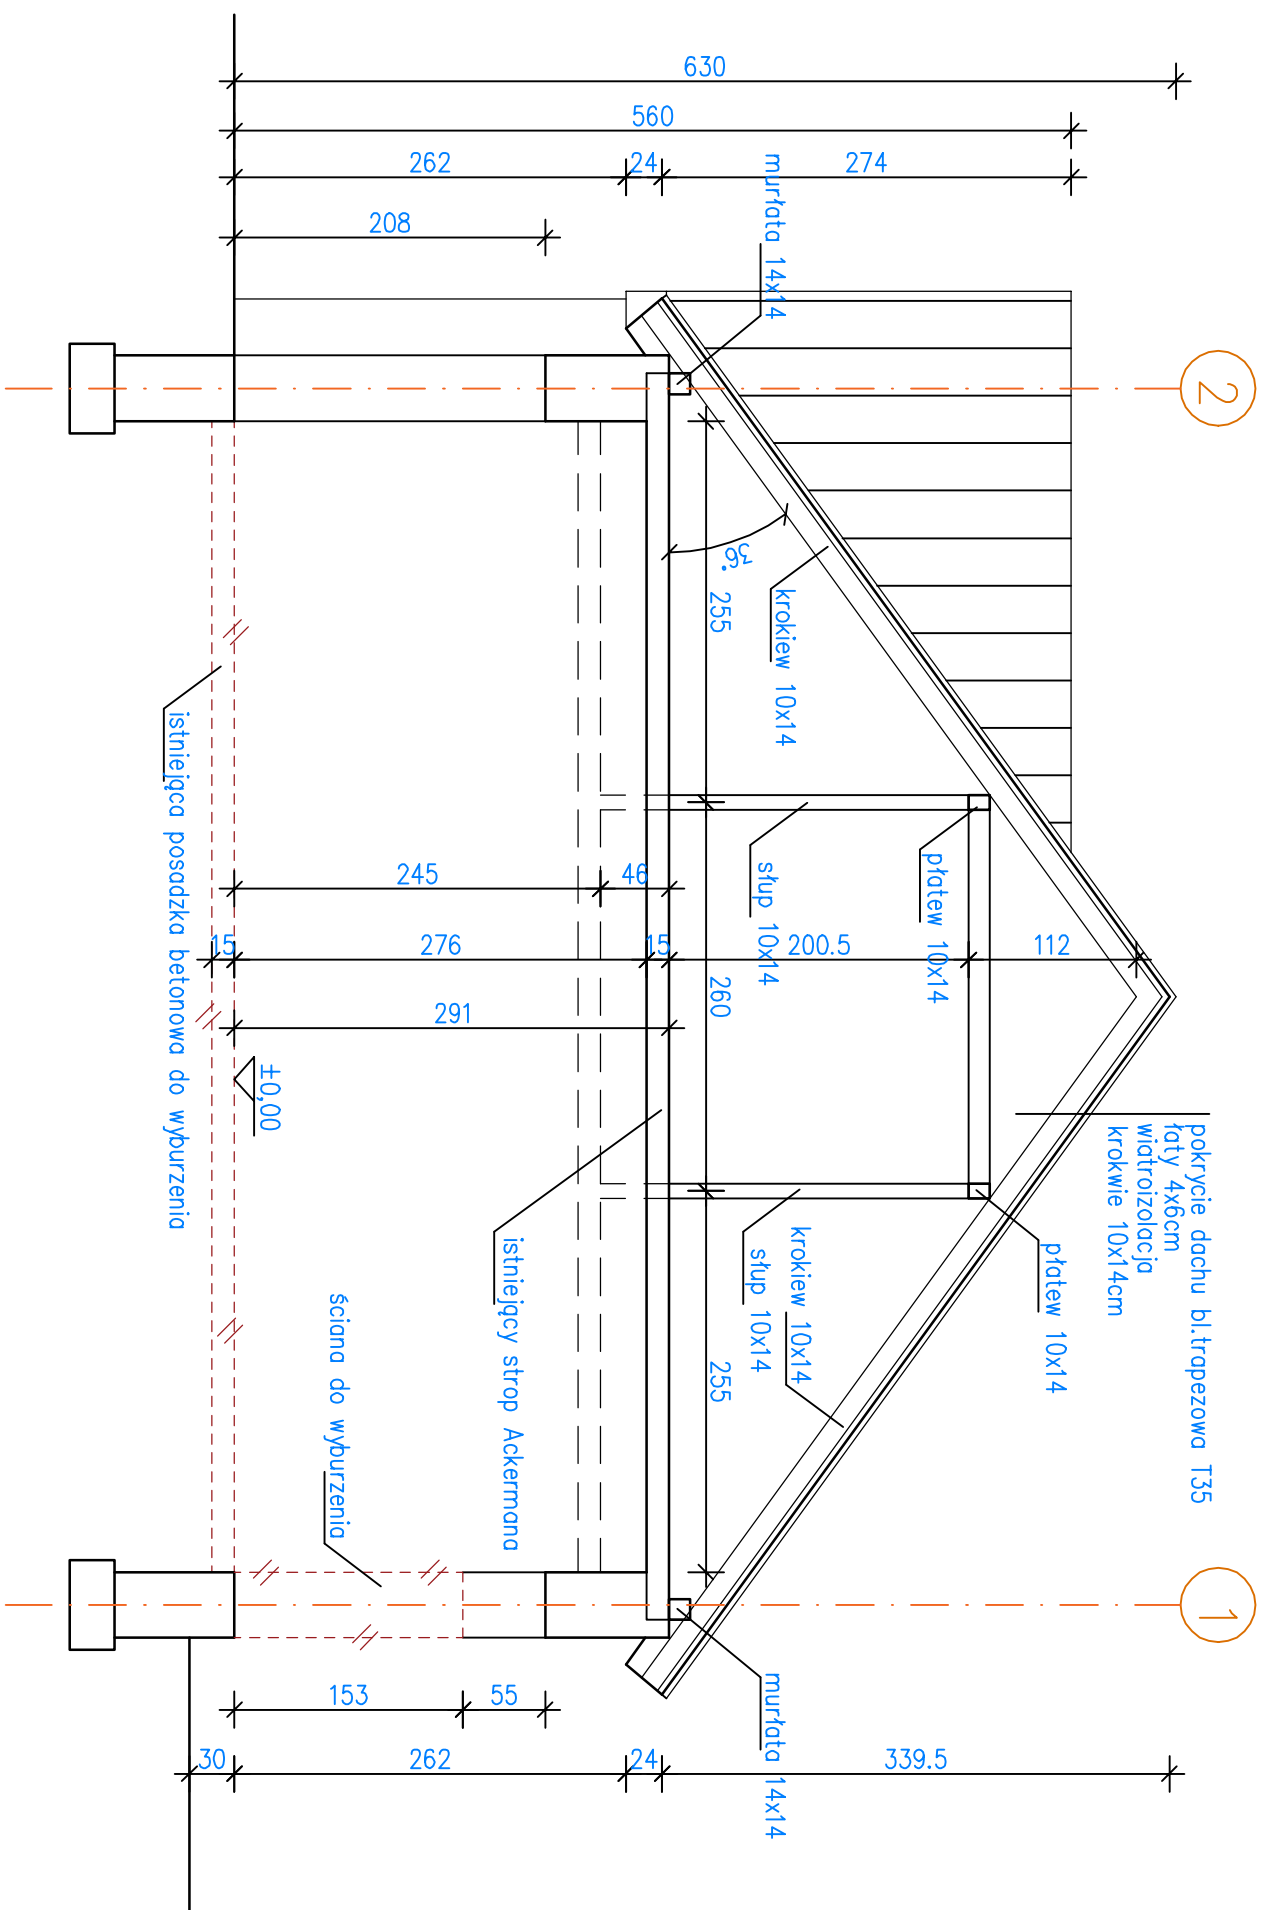 630
560
262
24
274
208
murłata 14x14
2
36°
255
krokiew 10x14
istniejąca posadzka betonowa do wyburzenia
słup 10x14
płatew 10x14
245
46
15
276
15
200.5
112
260
291
±0,00
pokrycie dachu bl.trapezowa T35
łaty 4x6cm
wiatroizolacja
krokwie 10x14cm
płatew 10x14
krokiew 10x14
słup 10x14
255
istniejący strop Ackermana
ściana do wyburzenia
1
murłata 14x14
153
55
30
262
24
339.5